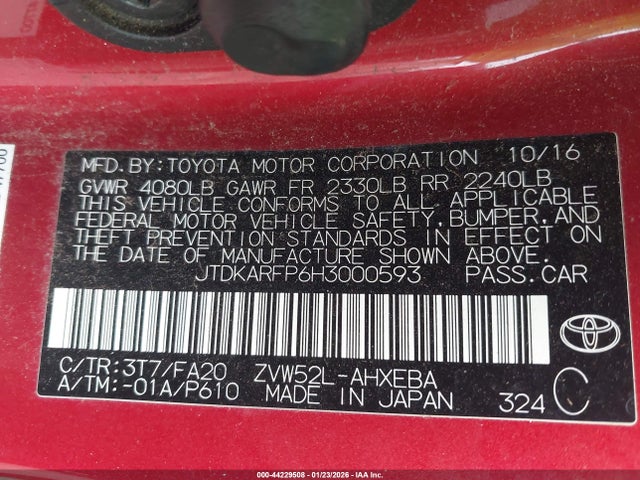 MFD.BY:TOYOTA MOTOR CORPORATION 10/16
GVWR 4080LB GAWR FR 2330LB RR 2240LB
THIS VEHICLE CONFORMS TO ALL APPLICABLE
FEDERAL MOTOR VEHICLE SAFETY, BUMPER, AND
THEFT PREVENTION STANDARDS IN EFFECT ON
THE DATE OF MANUFACTURE SHOWN ABOVE.
JTDKARFP6H3000593 PASS.CAR
C/TR:3T7/FA20 ZVW52L-AHXEBA
A/TM:-01A/P610 MADE IN JAPAN 324 C
TOYOTA
000-44229508 - 01/23/2026 - IAA Inc.